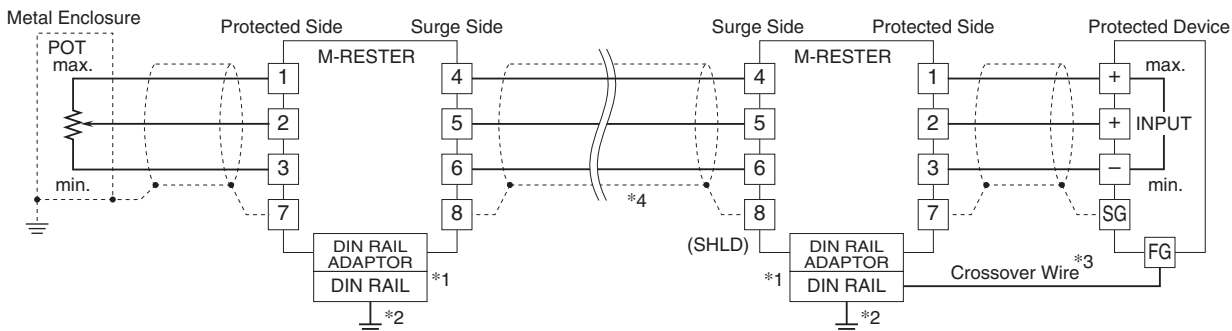 Metal Enclosure
POT
max.
min.
Protected Side
Surge Side
M-RESTER
1
2
3
7
4
5
6
8
DIN RAIL
ADAPTOR
DIN RAIL
*1
*2
*4
Surge Side
Protected Side
M-RESTER
4
5
6
8
(SHLD)
1
2
3
7
DIN RAIL
ADAPTOR
DIN RAIL
*1
*2
Crossover Wire*3
Protected Device
+
+
–
SG
FG
max.
INPUT
min.